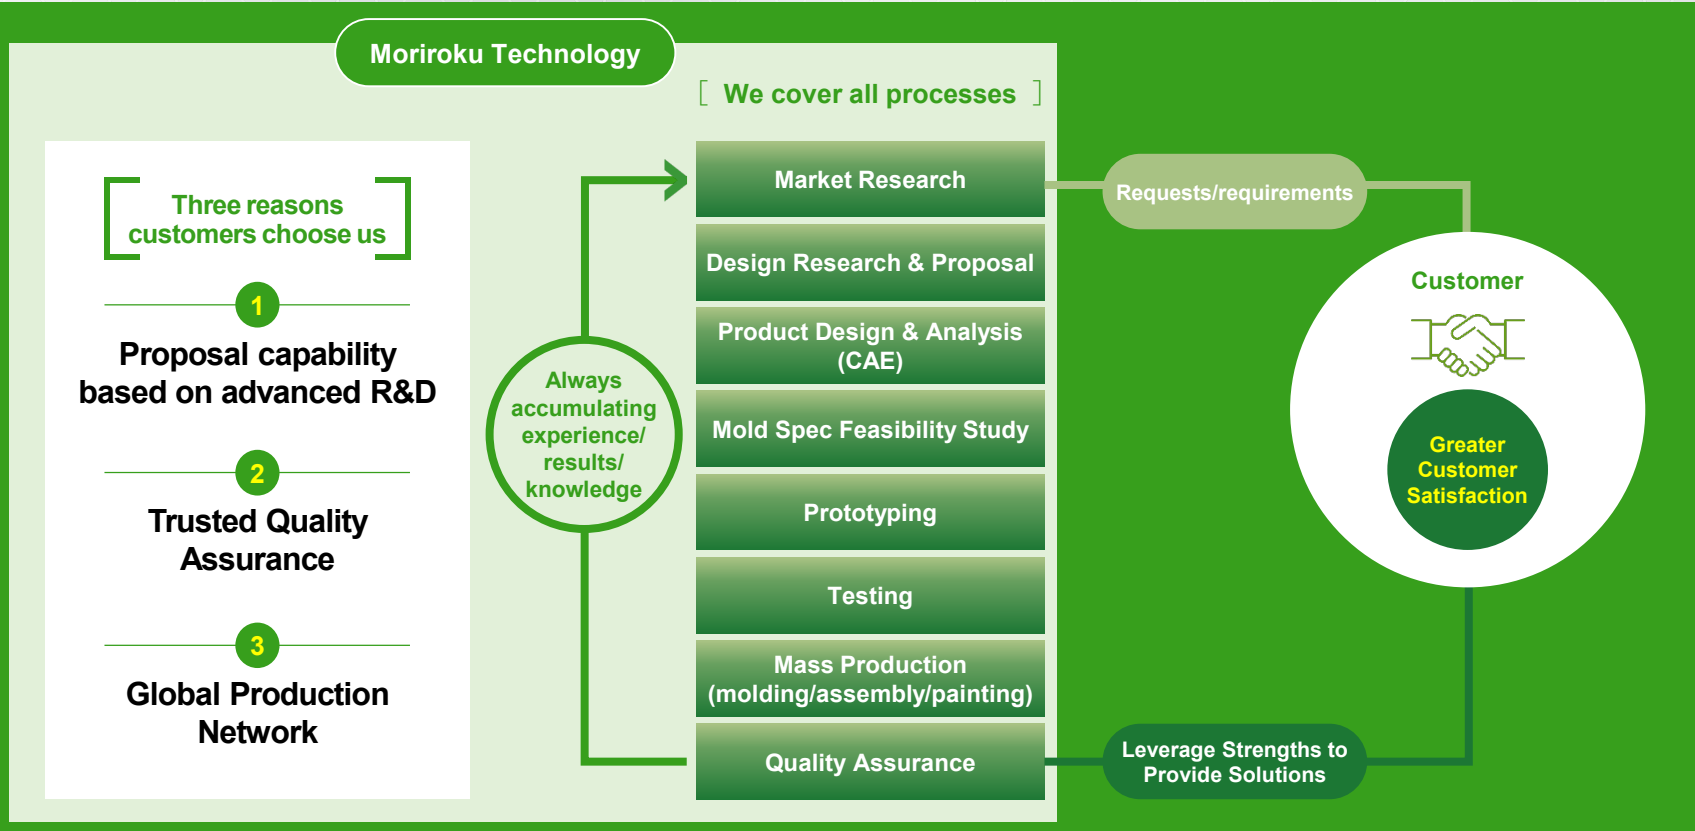 Moriroku Technology
[ We cover all processes ]
Three reasons
customers choose us
1
Proposal capability
based on advanced R&D
2
Trusted Quality
Assurance
3
Global Production
Network
Always
accumulating
experience/
results/
knowledge
Market Research
Design Research & Proposal
Product Design & Analysis
(CAE)
Mold Spec Feasibility Study
Prototyping
Testing
Mass Production
(molding/assembly/painting)
Quality Assurance
Requests/requirements
Customer
Greater
Customer
Satisfaction
Leverage Strengths to
Provide Solutions